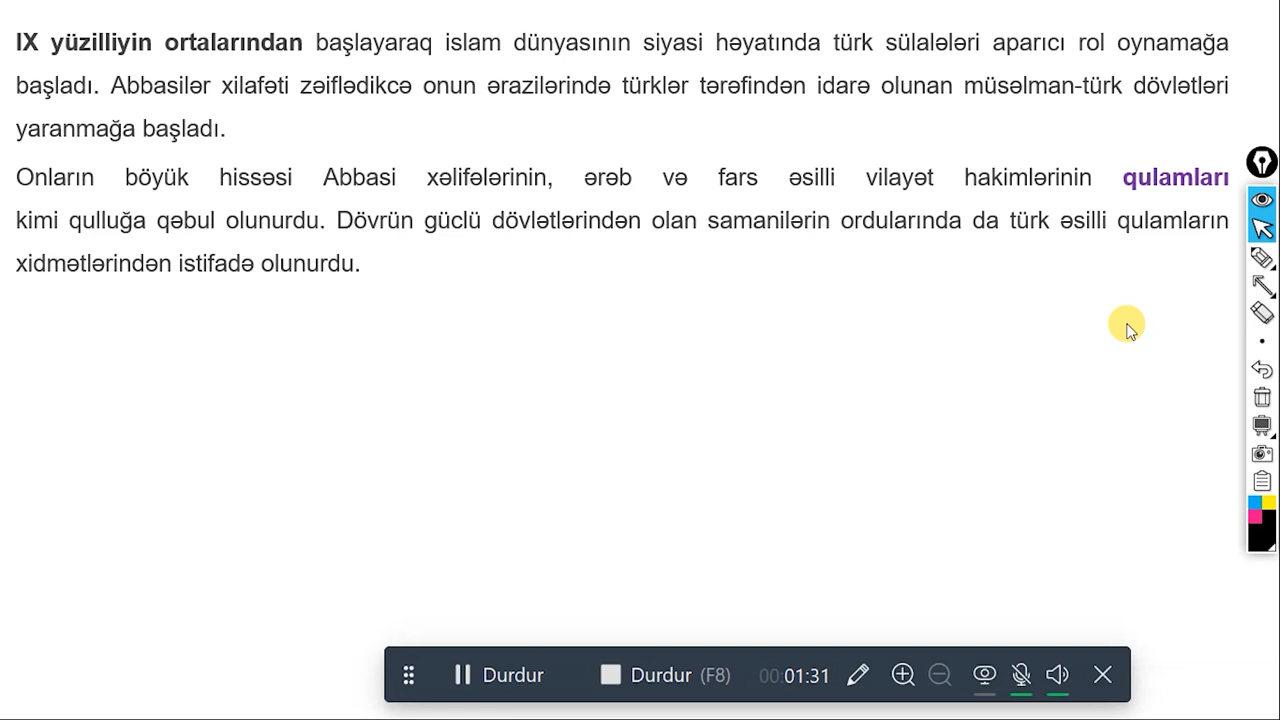 IX yüzilliyin ortalarından başlayaraq islam dünyasının siyasi həyatında türk sülalələri aparıcı rol oynamağa
başladı. Abbasilər xilafəti zəiflədikcə onun ərazilərində türklər tərəfindən idarə olunan müsəlman-türk dövlətləri
yaranmağa başladı.
Onların böyük hissəsi Abbasi xəlifələrinin, ərəb və fars əsilli vilayət hakimlərinin qulamları
kimi qulluğa qəbul olunurdu. Dövrün güclü dövlətlərindən olan samanilərin ordularında da türk əsilli qulamların
xidmətlərindən istifadə olunurdu.
Durdur Durdur (F8) 00:01:31